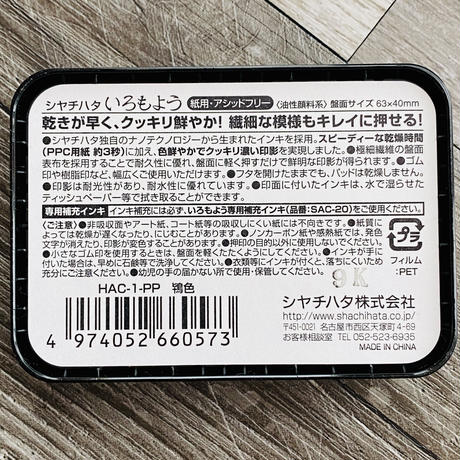 シヤチハタ いろもよう 紙用・アシッドフリー 〈油性顔料系〉盤面サイズ 63×40mm
乾きが早く、クッキリ鮮やか! 繊細な模様もキレイに押せる!
●シヤチハタ独自のナノテクノロジーから生まれたインキを採用。スピーディーな乾燥時間
(PPC用紙 約3秒)に加え、色鮮やかでクッキリ濃い印影を実現しました。●極細繊維の盤面
表布を採用することで耐久性に優れ、盤面に軽く押すだけで鮮明な印影が得られます。●ゴム
印や樹脂印など、幅広くご使用いただけます。●フタを開けたままでも、パッドは乾燥しません。
●印影は耐光性があり、耐水性に優れています。●印面に付いたインキは、水で湿らせた
ティッシュペーパー等で拭き取ることができます。
専用補充インキ インキ補充には必ず、いろもよう専用補充インキ(品番:SAC-20)をご使用ください。
〈ご注意〉●非吸収面やアート紙、コート紙等の吸収しにくい紙には不向きです。●紙質に
よっては乾燥が遅くなったり、にじむことがあります。●ノンカーボン紙や感熱紙では、発色
文字が消えたり、印影が変色することがあります。●押印の目的以外に使用しないでください。
●小さなゴム印を使用するときは、盤面を軽くたたくようにしてください。●インキが手に
付いた場合は、早めに石鹸等で洗浄してください。●衣類等にインキが付くと、落ちにくいため
充分ご注意ください。●幼児の手の届かない所で使用・保管してください。
プラ
フィルム
:PET
9K
HAC-1-PP 鴇色
4 974052 660573
シヤチハタ株式会社
http://www.shachihata.co.jp/
〒451-0021 名古屋市西区天塚町4-69
お客様相談室 TEL 052-523-6935
MADE IN CHINA